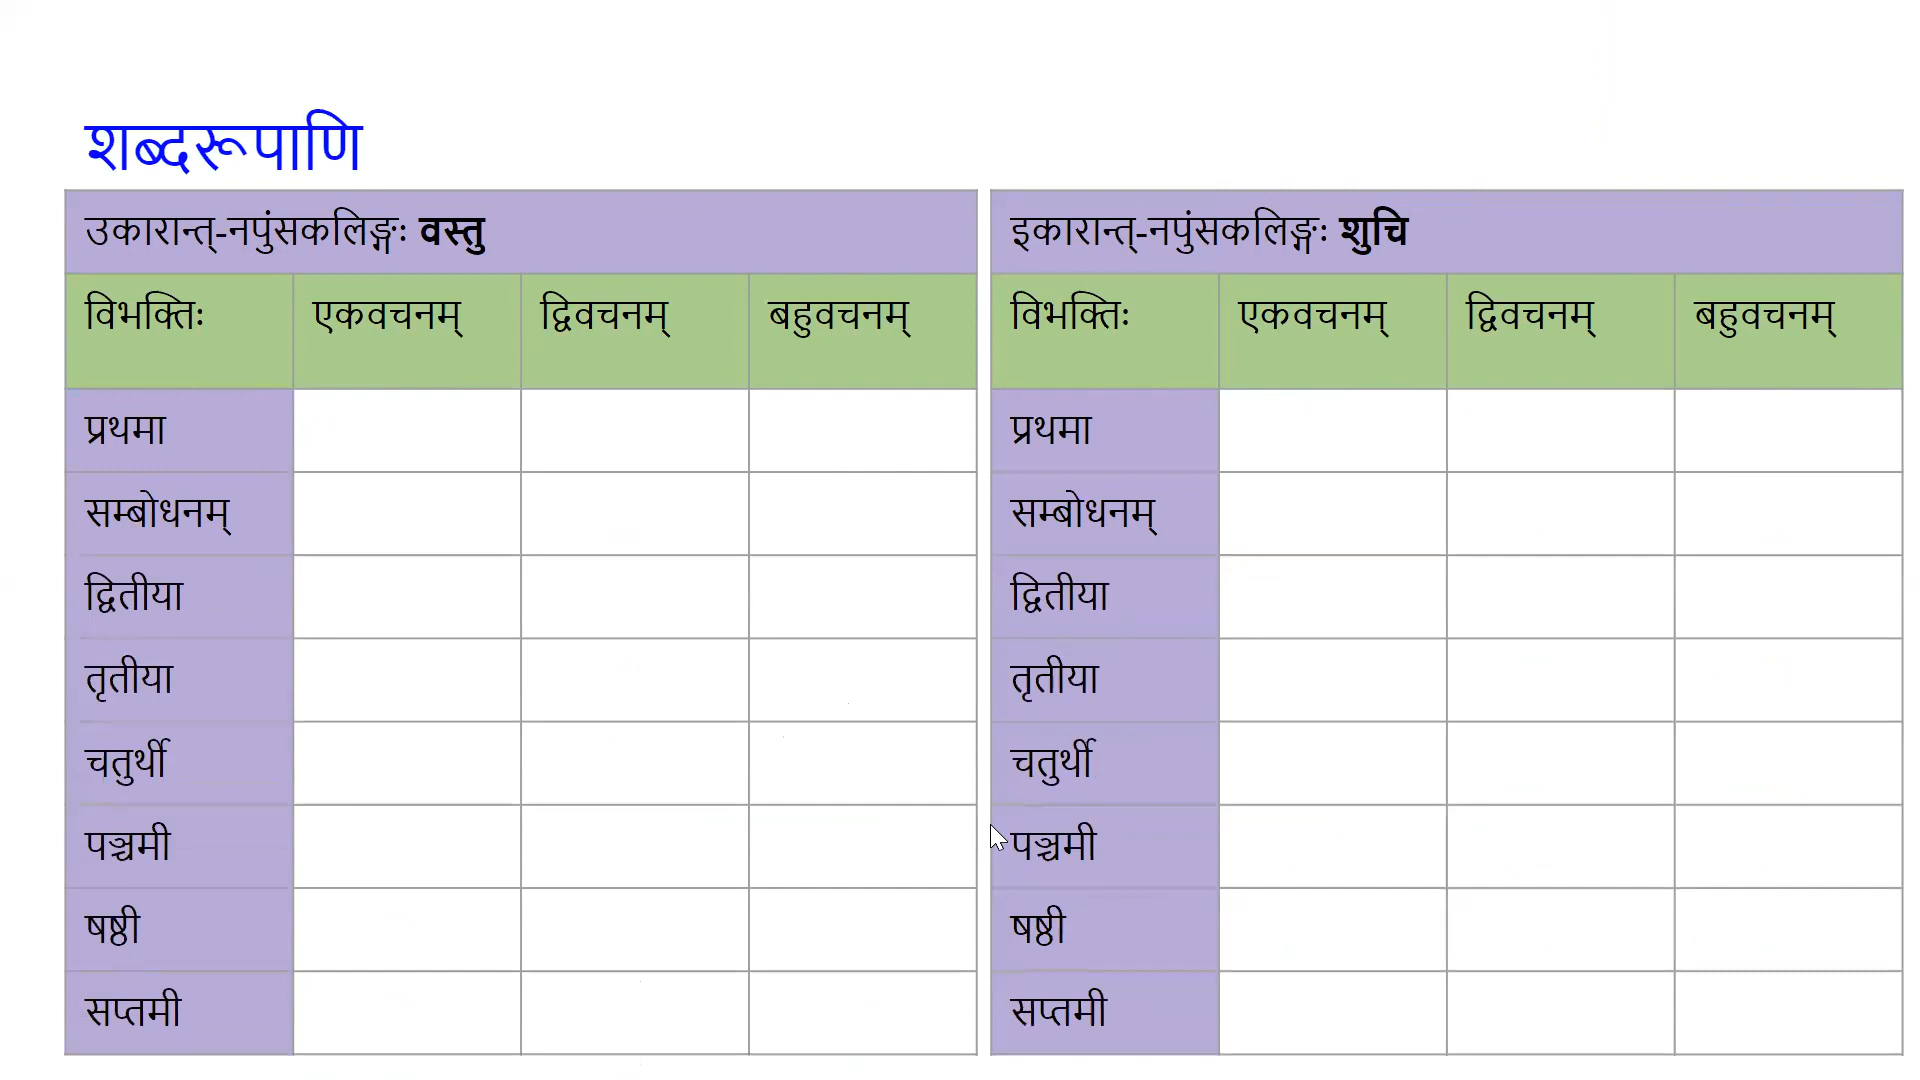 शब्दरूपाणि
उकारान्त्-नपुंसकलिङ्गः वस्तु
विभक्तिः एकवचनम् द्विवचनम् बहुवचनम्
प्रथमा
सम्बोधनम्
द्वितीया
तृतीया
चतुर्थी
पञ्चमी
षष्ठी
सप्तमी
इकारान्त्-नपुंसकलिङ्गः शुचि
विभक्तिः एकवचनम् द्विवचनम् बहुवचनम्
प्रथमा
सम्बोधनम्
द्वितीया
तृतीया
चतुर्थी
पञ्चमी
षष्ठी
सप्तमी